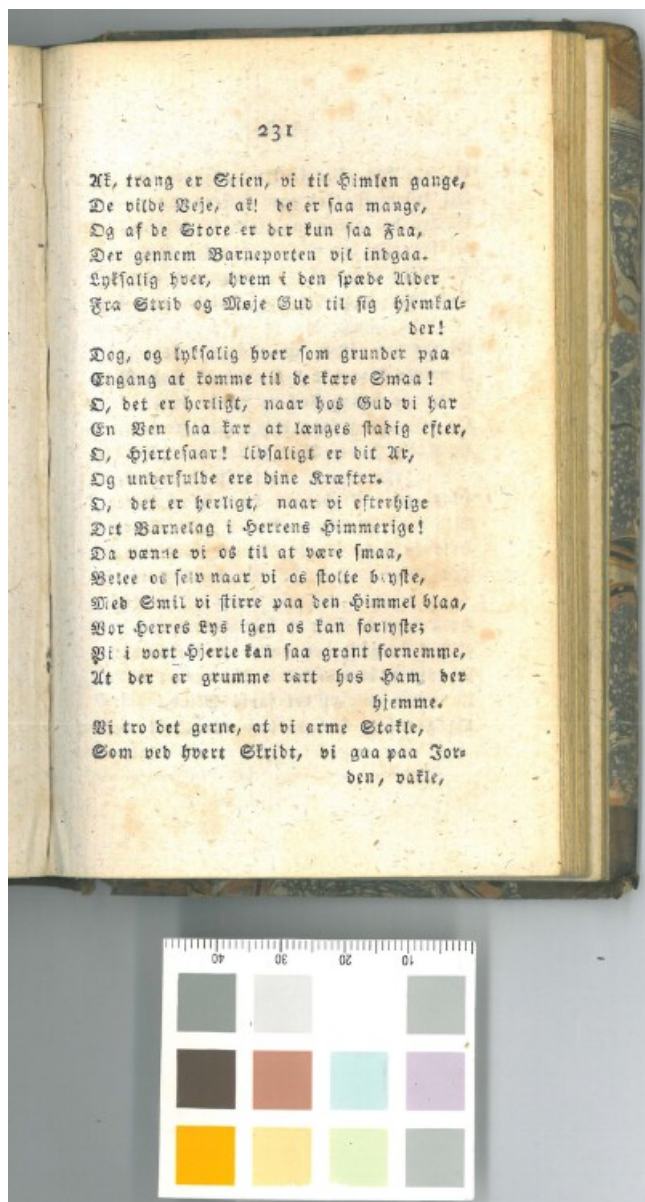 231
Ak, trang er Stien, vi til Himlen gange,
De vilde Veje, ak! de er saa mange,
Og af de Store er der kun saa Faa,
Der gennem Barneporten vil indgaa.
Lyksalig hver, hvem i den spæde Alder
Fra Strid og Møje Gud til sig hjemkal-
der!
Dog, og lyksalig hver som grunder paa
Engang at komme til de kære Smaa!
O, det er herligt, naar hos Gud vi har
En Ven saa kær at længes stadig efter,
O, Hjertesaar! livsaligt er dit Ar,
Og underfulde ere dine Kræfter.
O, det er herligt, naar vi efterhige
Det Barnelag i Herrens Himmerige!
Da vænne vi os til at være smaa,
Belee os selv naar vi os stolte bryste,
Med Smil vi stirre paa den Himmel blaa,
Vor Herres Lys igen os kan forlyste;
Vi i vort Hjerte kan saa grant fornemme,
At der er grumme rart hos Ham der
hjemme.
Vi tro det gerne, at vi arme Stakle,
Som ved hvert Skridt, vi gaa paa Jor-
den, vakle,
40 30 20 10